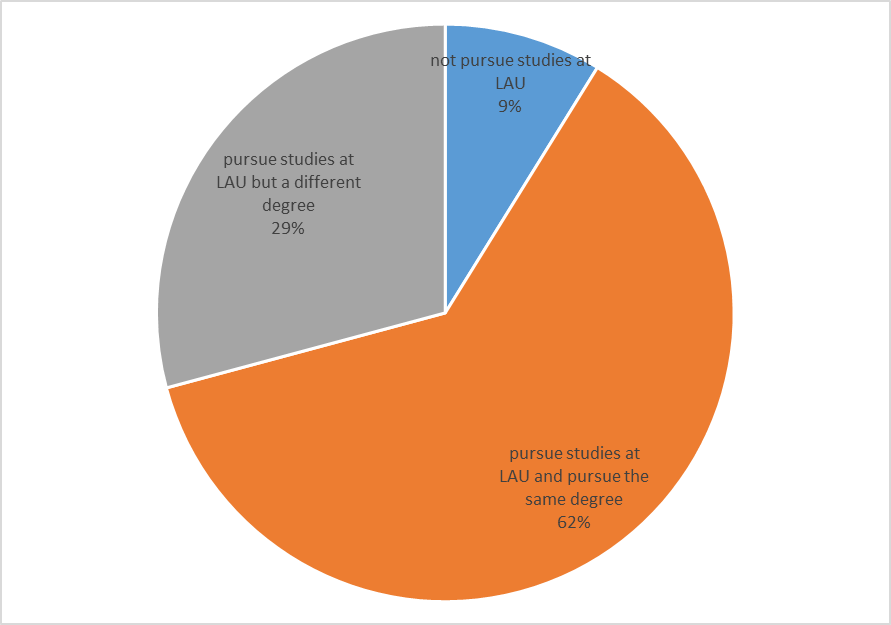 not pursue studies at
LAU
9%
pursue studies at
LAU but a different
degree
29%
pursue studies at
LAU and pursue the
same degree
62%